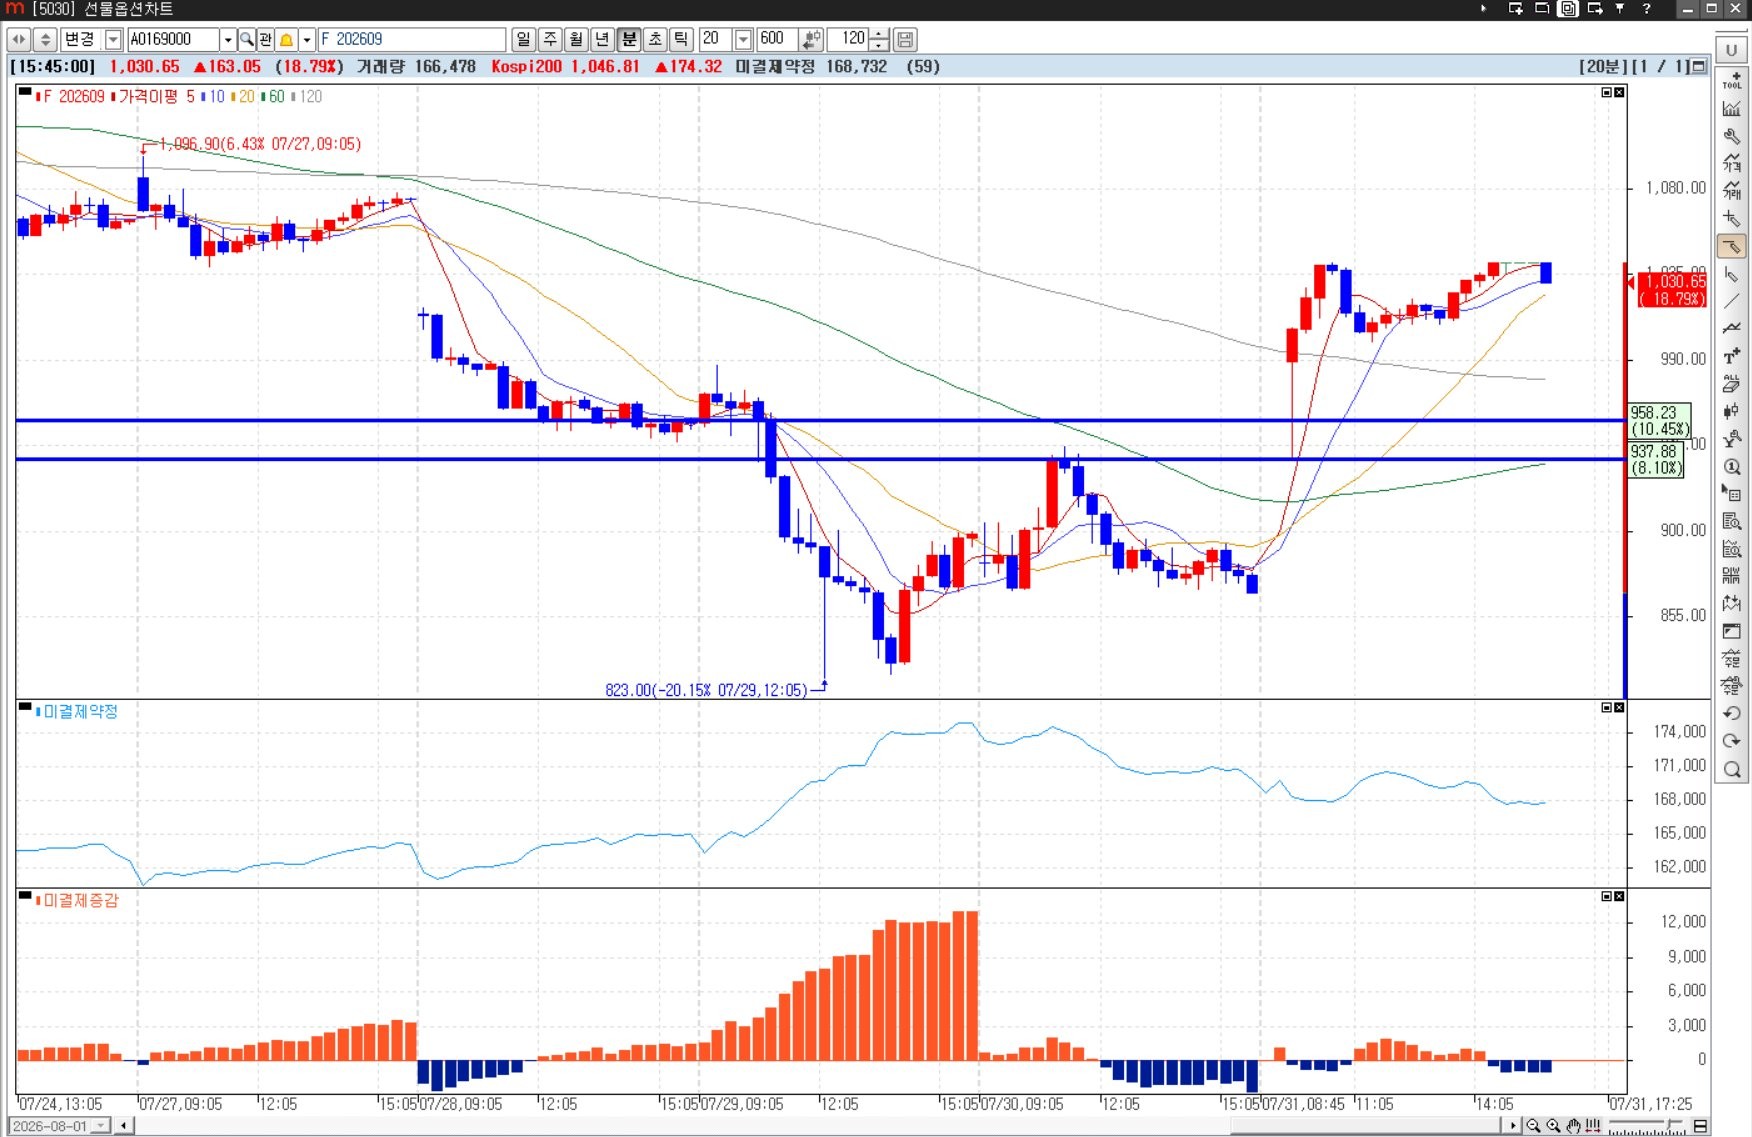 [5030] 선물옵션차트
변경 A0169000 관 F 202609 일 주 월 년 분 초 틱 20 600 120
[15:45:00] 1,030.65 ▲163.05 (18.79%) 거래량 166,478 Kospi200 1,046.81 ▲174.32 미결제약정 168,732 (59) [20분][1 / 1]
F 202609 가격이평 5 10 20 60 120
1,096.90(6.43% 07/27,09:05)
1,080.00
1,030.65
( 18.79%)
990.00
958.23
(10.45%)
937.88
(8.10%)
900.00
855.00
823.00(-20.15% 07/29,12:05)
미결제약정
174,000
171,000
168,000
165,000
162,000
미결제증감
12,000
9,000
6,000
3,000
0
07/24,13:05 07/27,09:05 12:05 15:05 07/28,09:05 12:05 15:05 07/29,09:05 12:05 15:05 07/30,09:05 12:05 15:05 07/31,08:45 11:05 14:05 07/31,17:25
2026-08-01
U
TOOL
가격
거래
T
ALL
주문